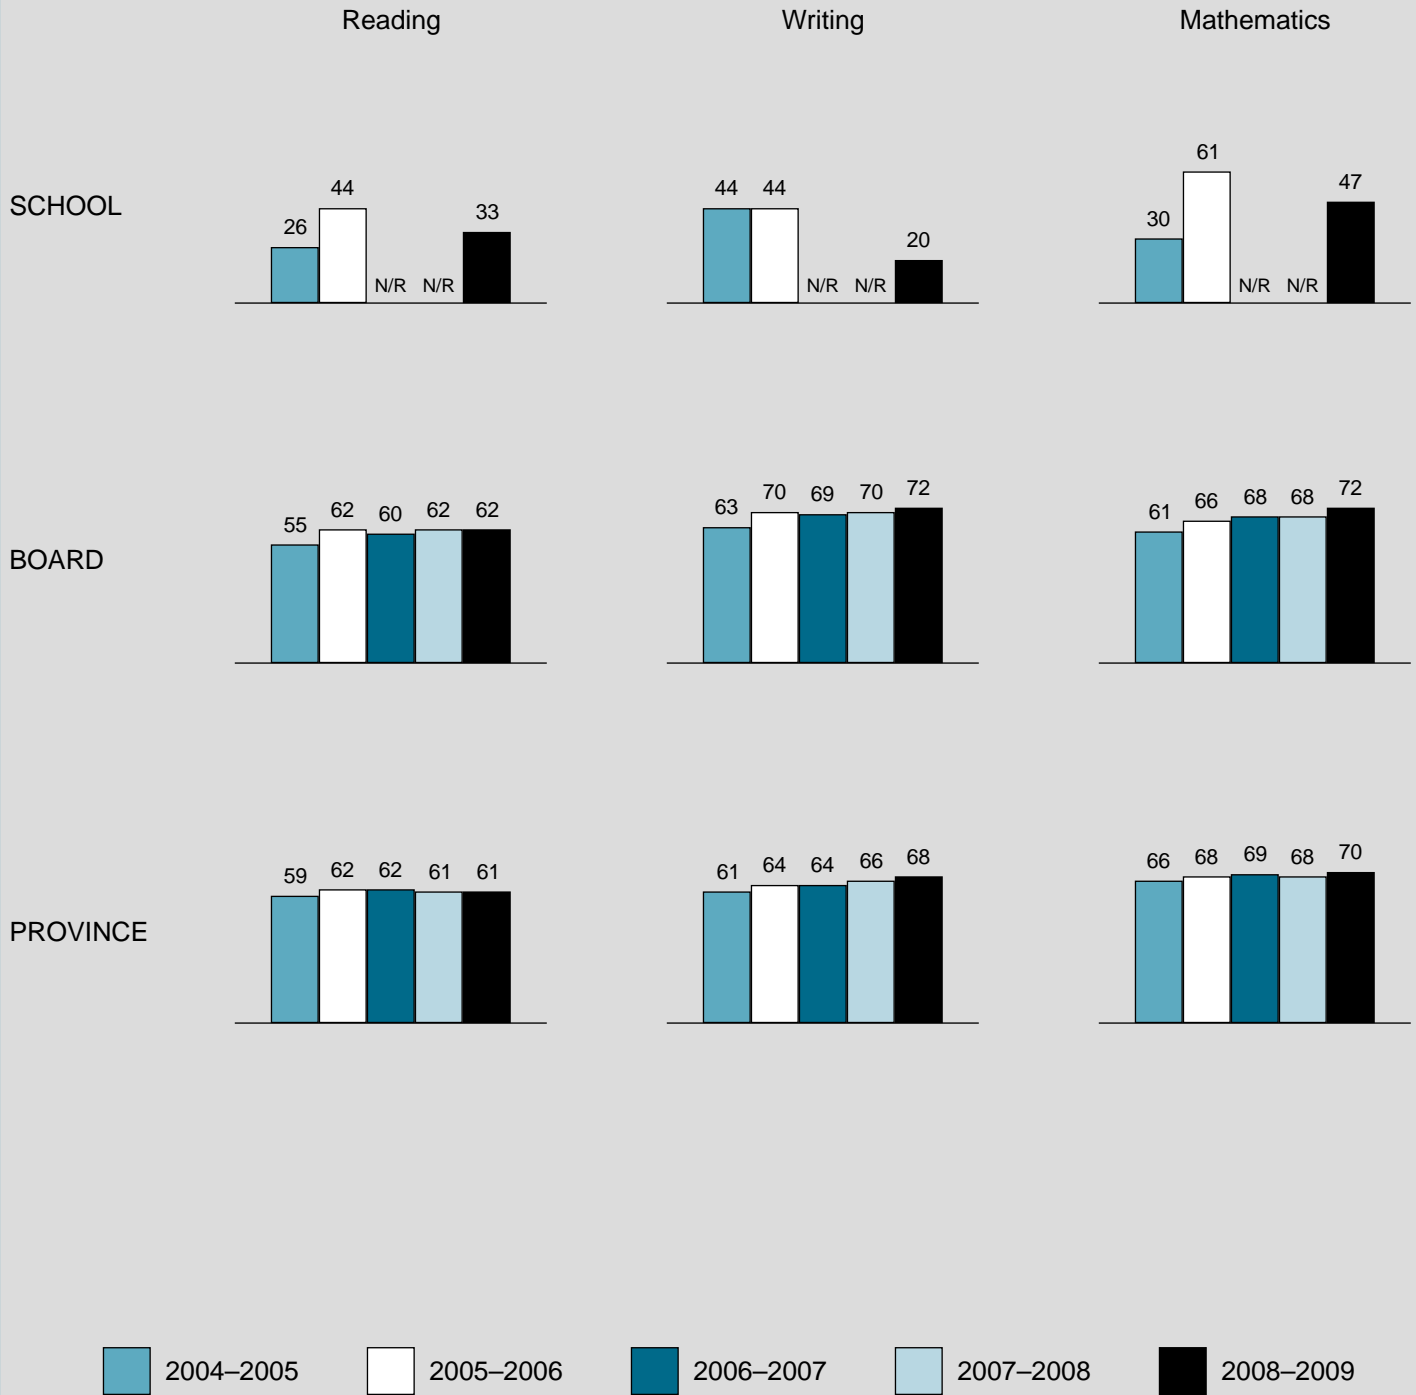 Reading Writing Mathematics
SCHOOL
26 44 N/R N/R 33
44 44 N/R N/R 20
30 61 N/R N/R 47
BOARD
55 62 60 62 62
63 70 69 70 72
61 66 68 68 72
PROVINCE
59 62 62 61 61
61 64 64 66 68
66 68 69 68 70
2004–2005 2005–2006 2006–2007 2007–2008 2008–2009